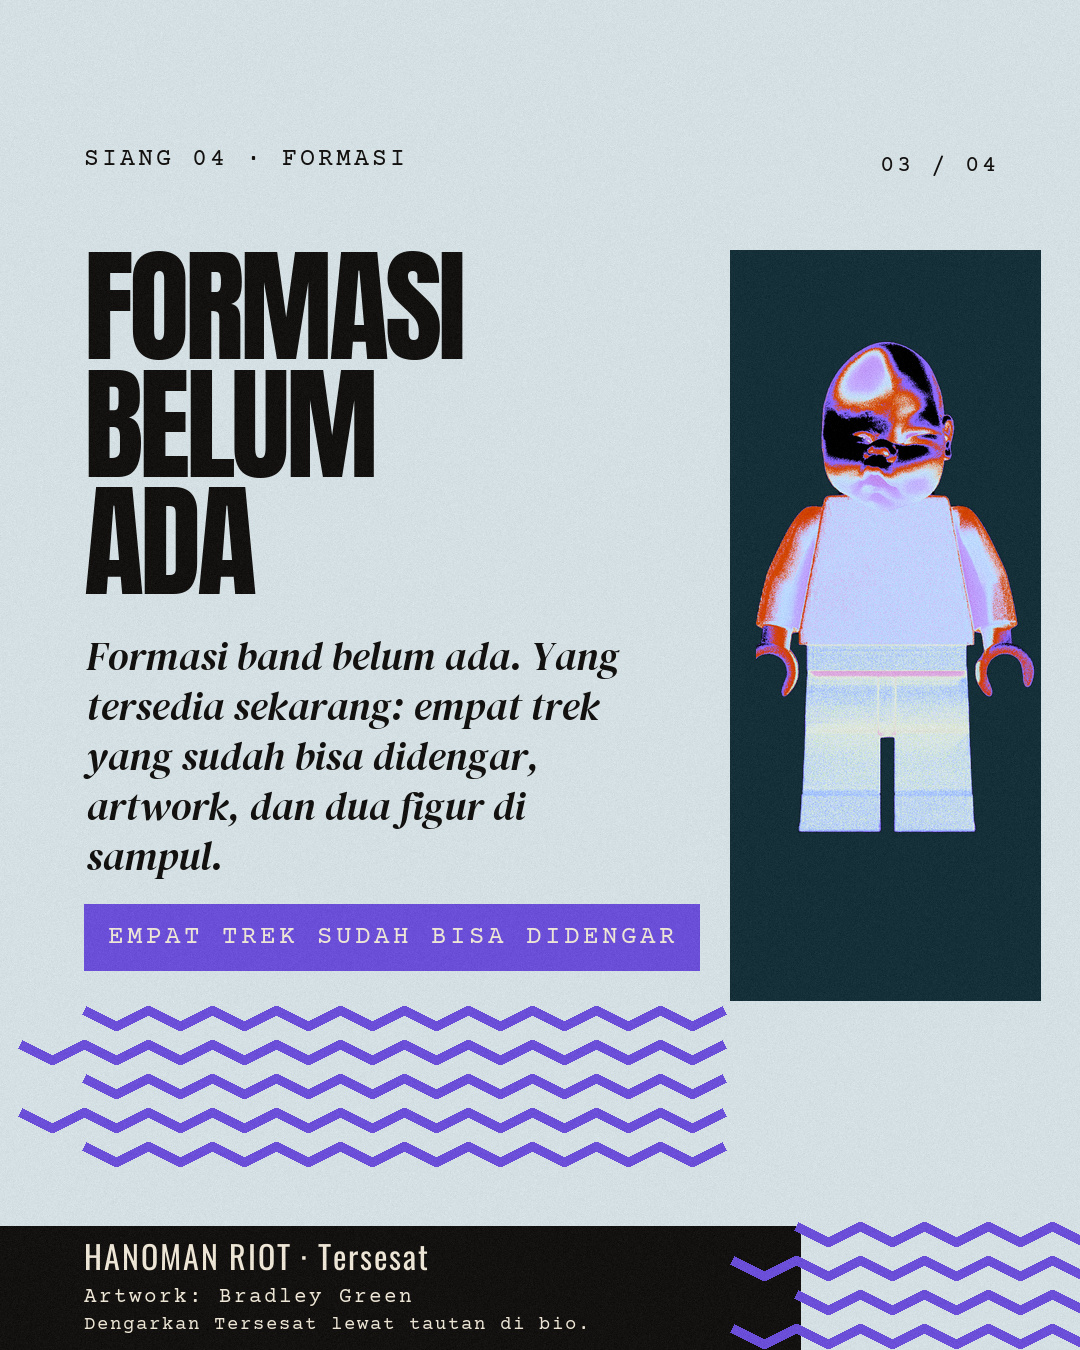 SIANG 04 · FORMASI
03 / 04
FORMASI
BELUM
ADA
Formasi band belum ada. Yang
tersedia sekarang: empat trek
yang sudah bisa didengar,
artwork, dan dua figur di
sampul.
EMPAT TREK SUDAH BISA DIDENGAR
HANOMAN RIOT · Tersesat
Artwork: Bradley Green
Dengarkan Tersesat lewat tautan di bio.